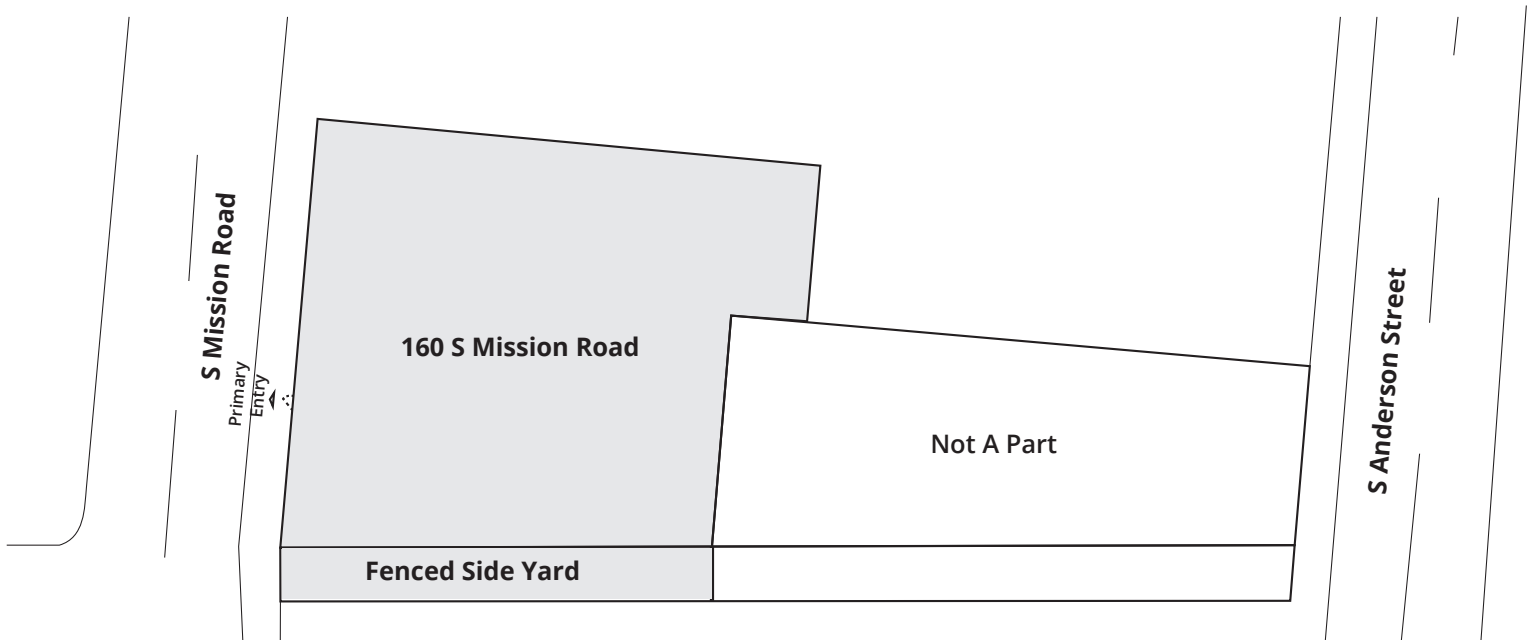 S Mission Road
Primary
Entry
160 S Mission Road
Not A Part
S Anderson Street
Fenced Side Yard